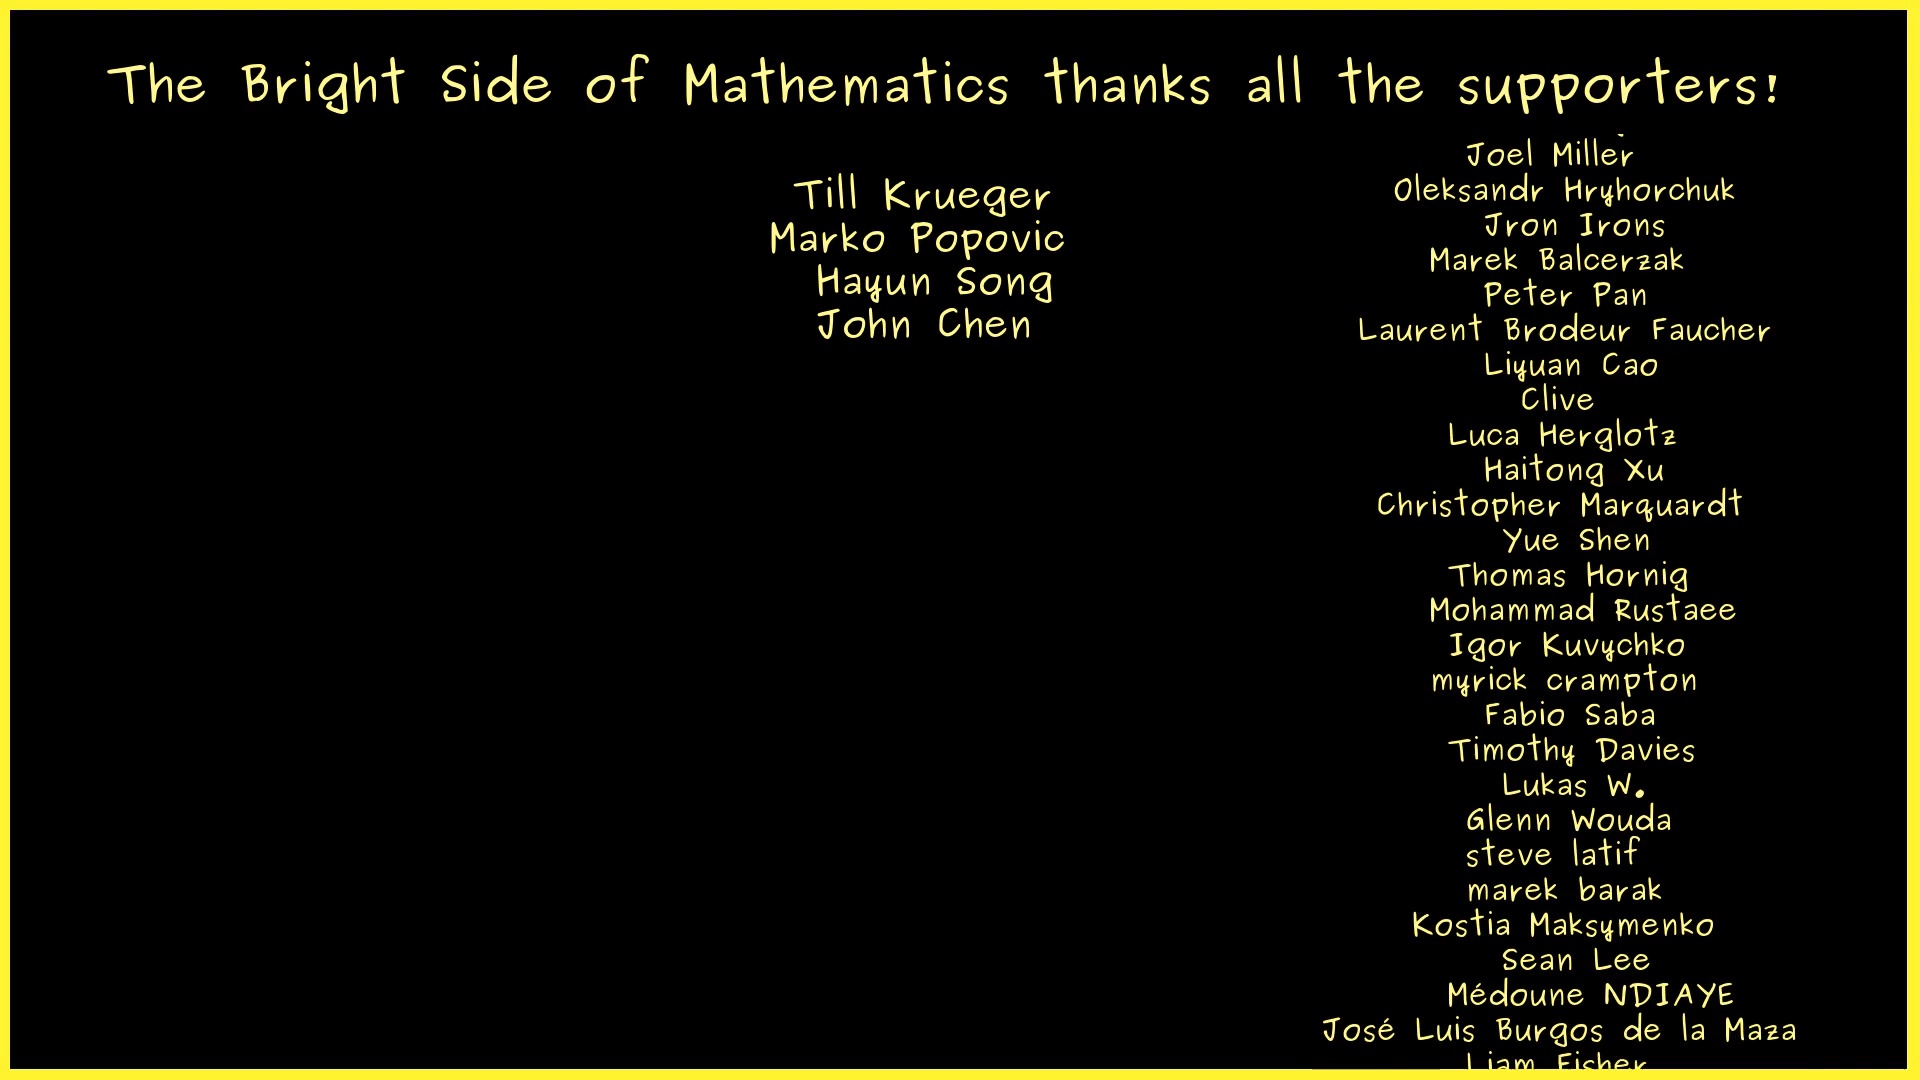 The Bright Side of Mathematics thanks all the supporters!
Till Krueger
Marko Popovic
Hayun Song
John Chen
Joel Miller
Oleksandr Hryhorchuk
Jron Irons
Marek Balcerzak
Peter Pan
Laurent Brodeur Faucher
Liyuan Cao
Clive
Luca Herglotz
Haitong Xu
Christopher Marquardt
Yue Shen
Thomas Hornig
Mohammad Rustaee
Igor Kuvychko
myrick crampton
Fabio Saba
Timothy Davies
Lukas W.
Glenn Wouda
steve latif
marek barak
Kostia Maksymenko
Sean Lee
Médoune NDIAYE
José Luis Burgos de la Maza
Liam Fisher